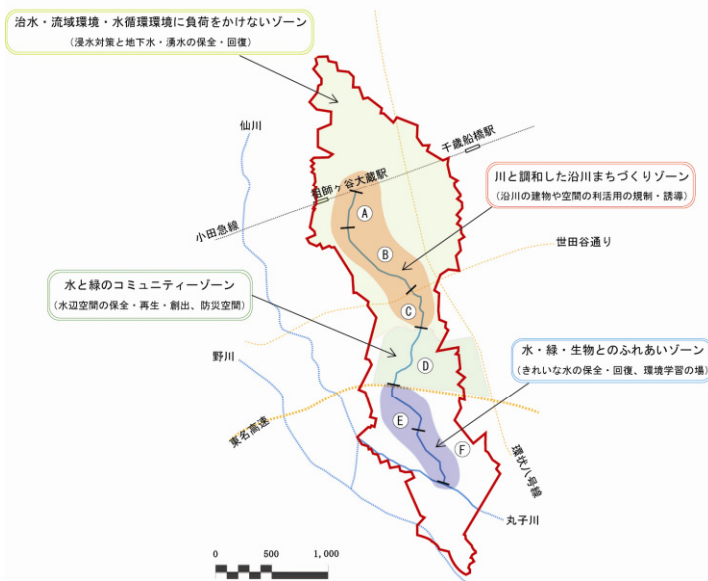 治水・流域環境・水循環環境に負荷をかけないゾーン
(浸水対策と地下水・湧水の保全・回復)
仙川
千歳船橋駅
祖師ヶ谷大蔵駅
小田急線
川と調和した沿川まちづくりゾーン
(沿川の建物や空間の利活用の規制・誘導)
A
B
世田谷通り
水と緑のコミュニティーゾーン
(水辺空間の保全・再生・創出、防災空間)
C
野川
D
水・緑・生物とのふれあいゾーン
(きれいな水の保全・回復、環境学習の場)
東名高速
E
F
環状八号線
丸子川
0 500 1,000